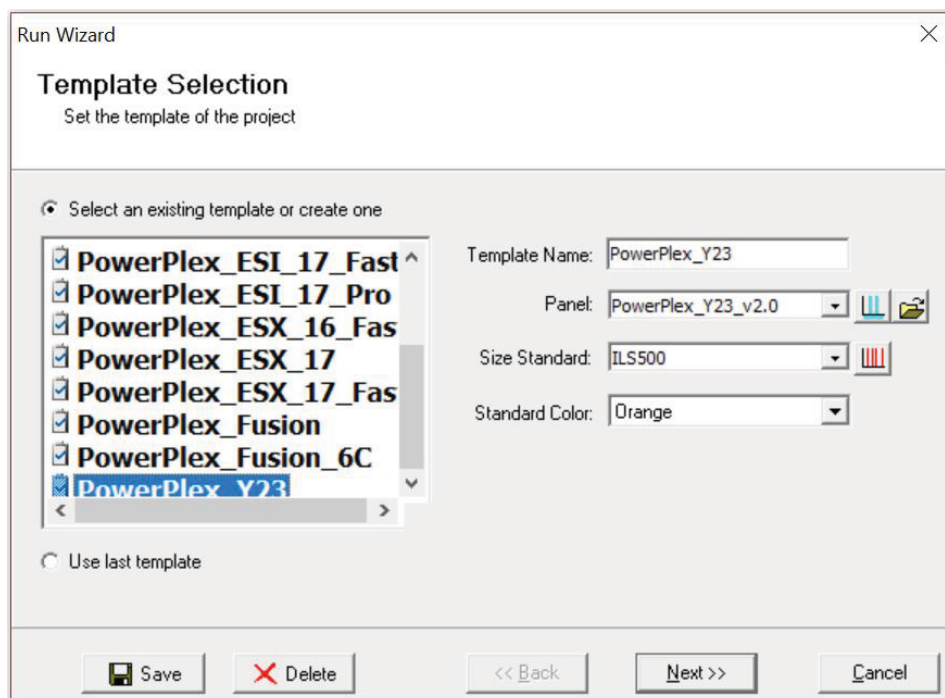 Run Wizard
Template Selection
Set the template of the project
Select an existing template or create one
PowerPlex_ESI_17_Fast
PowerPlex_ESI_17_Pro
PowerPlex_ESX_16_Fas
PowerPlex_ESX_17
PowerPlex_ESX_17_Fas
PowerPlex_Fusion
PowerPlex_Fusion_6C
PowerPlex_Y23
Template Name: PowerPlex_Y23
Panel: PowerPlex_Y23_v2.0
Size Standard: ILS500
Standard Color: Orange
Use last template
Save Delete << Back Next >> Cancel